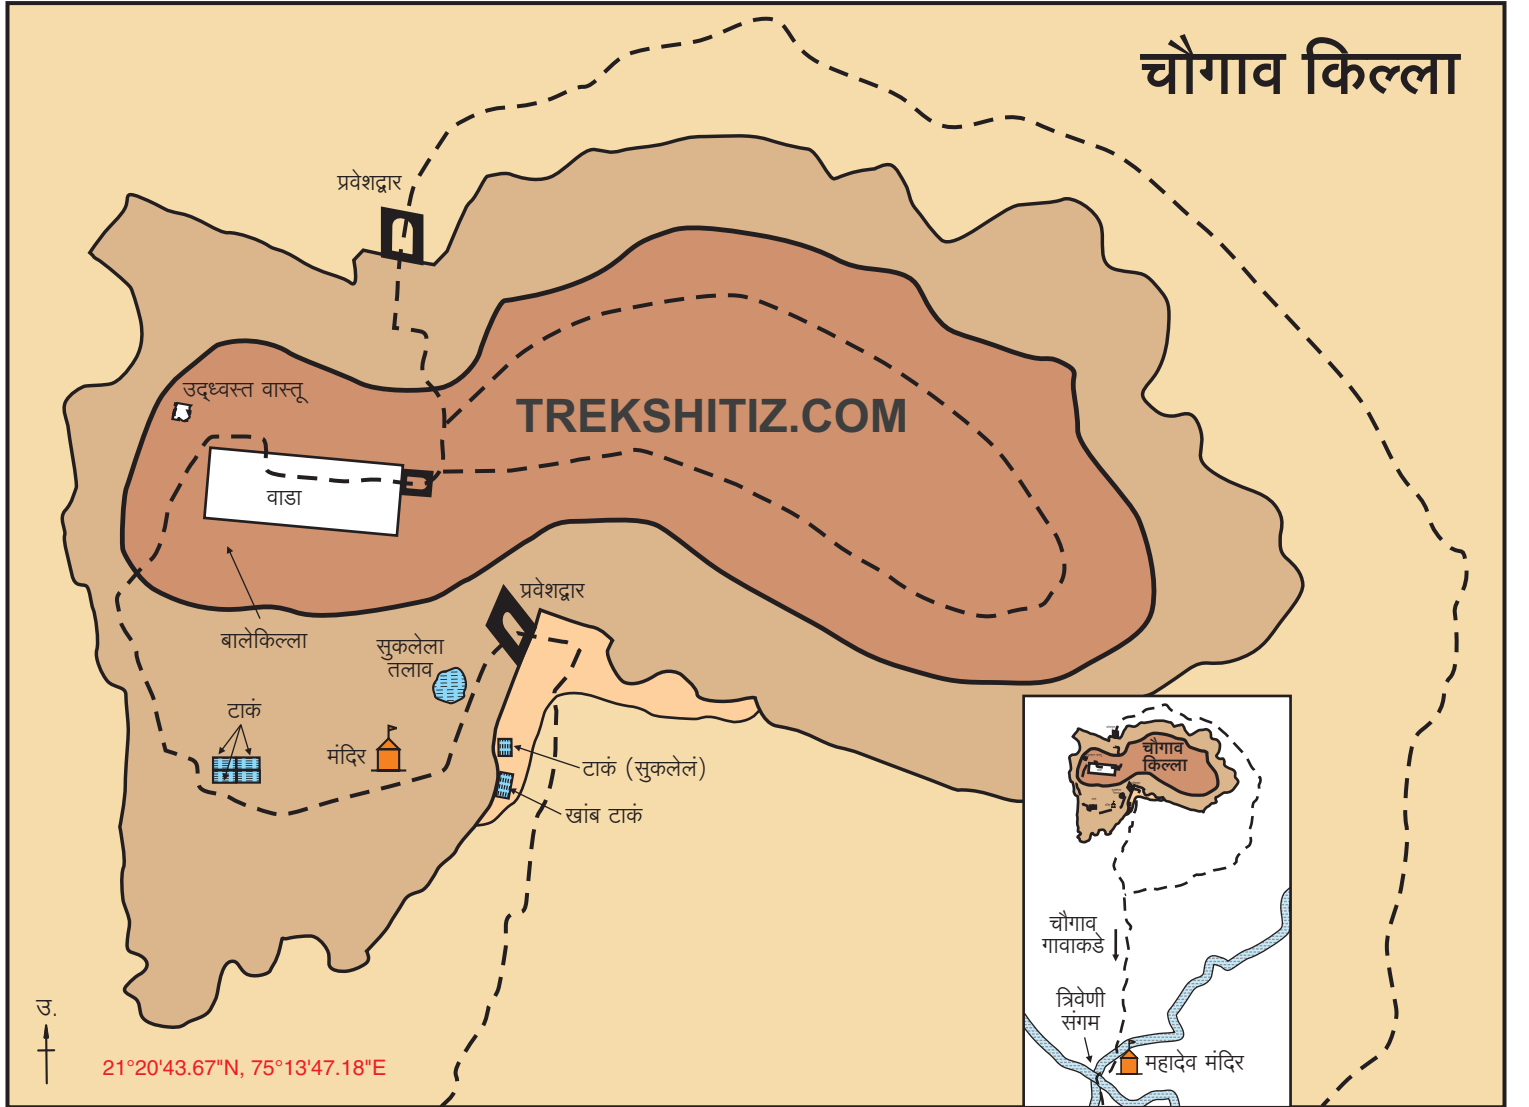 चौगाव किल्ला
प्रवेशद्वार
उद्ध्वस्त वास्तू
TREKSHITIZ.COM
वाडा
प्रवेशद्वार
बालेकिल्ला
सुकलेला
तलाव
टाकं
मंदिर
टाकं (सुकलेलं)
खांब टाकं
चौगाव
किल्ला
चौगाव
गावाकडे
त्रिवेणी
संगम
महादेव मंदिर
उ.
21°20'43.67"N, 75°13'47.18"E